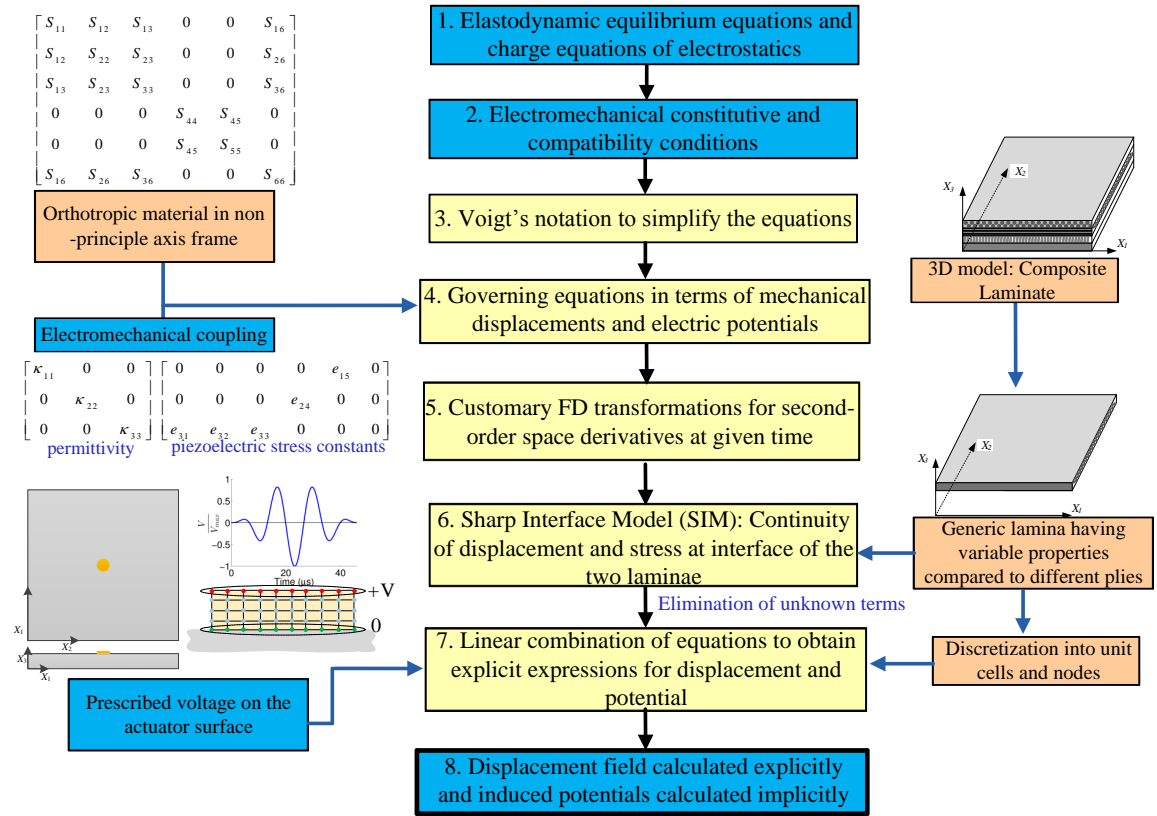 S11 S12 S13 0 0 S16
S12 S22 S23 0 0 S26
S13 S23 S33 0 0 S36
0 0 0 S44 S45 0
0 0 0 S45 S55 0
S16 S26 S36 0 0 S66
Orthotropic material in non
-principle axis frame
Electromechanical coupling
κ11 0 0
0 κ22 0
0 0 κ33
permittivity
0 0 0 0 e15 0
0 0 0 e24 0 0
e31 e32 e33 0 0 0
piezoelectric stress constants
X1
X2
X3
X1
V
Vmax
1
0.5
0
-0.5
-1
0 20 40
Time (µs)
+V
0
Prescribed voltage on the
actuator surface
1. Elastodynamic equilibrium equations and
charge equations of electrostatics
2. Electromechanical constitutive and
compatibility conditions
3. Voigt’s notation to simplify the equations
4. Governing equations in terms of mechanical
displacements and electric potentials
5. Customary FD transformations for second-
order space derivatives at given time
6. Sharp Interface Model (SIM): Continuity
of displacement and stress at interface of the
two laminae
Elimination of unknown terms
7. Linear combination of equations to obtain
explicit expressions for displacement and
potential
8. Displacement field calculated explicitly
and induced potentials calculated implicitly
X3
X2
X1
3D model: Composite
Laminate
X3
X2
X1
Generic lamina having
variable properties
compared to different plies
Discretization into unit
cells and nodes